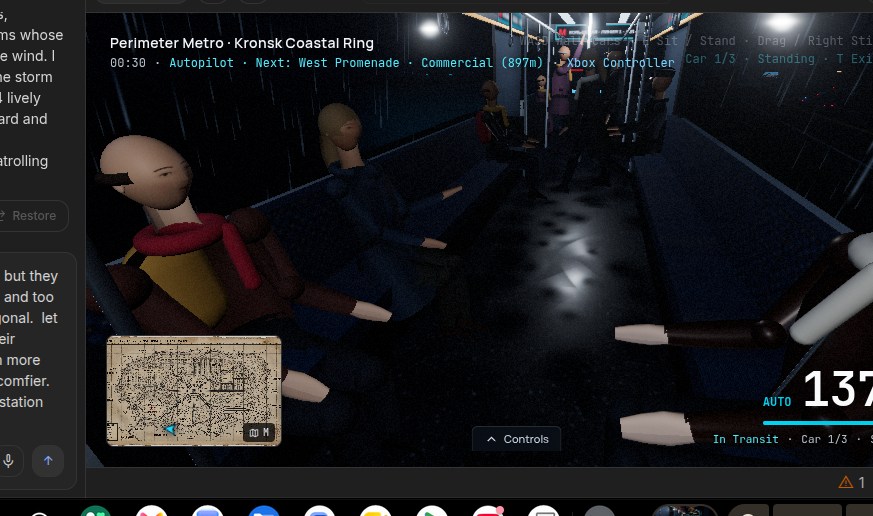 s,
ms whose
e wind. I
ne storm
4 lively
ard and
atrolling
Restore
but they
and too
gonal. let
eir
n more
comfier.
station
Perimeter Metro · Kronsk Coastal Ring
Sit / Stand · Drag / Right Sti
00:30 · Autopilot · Next: West Promenade · Commercial (897m) · Xbox Controller
Car 1/3 · Standing · T Exi
M
Controls
AUTO 137
In Transit · Car 1/3 · S
1